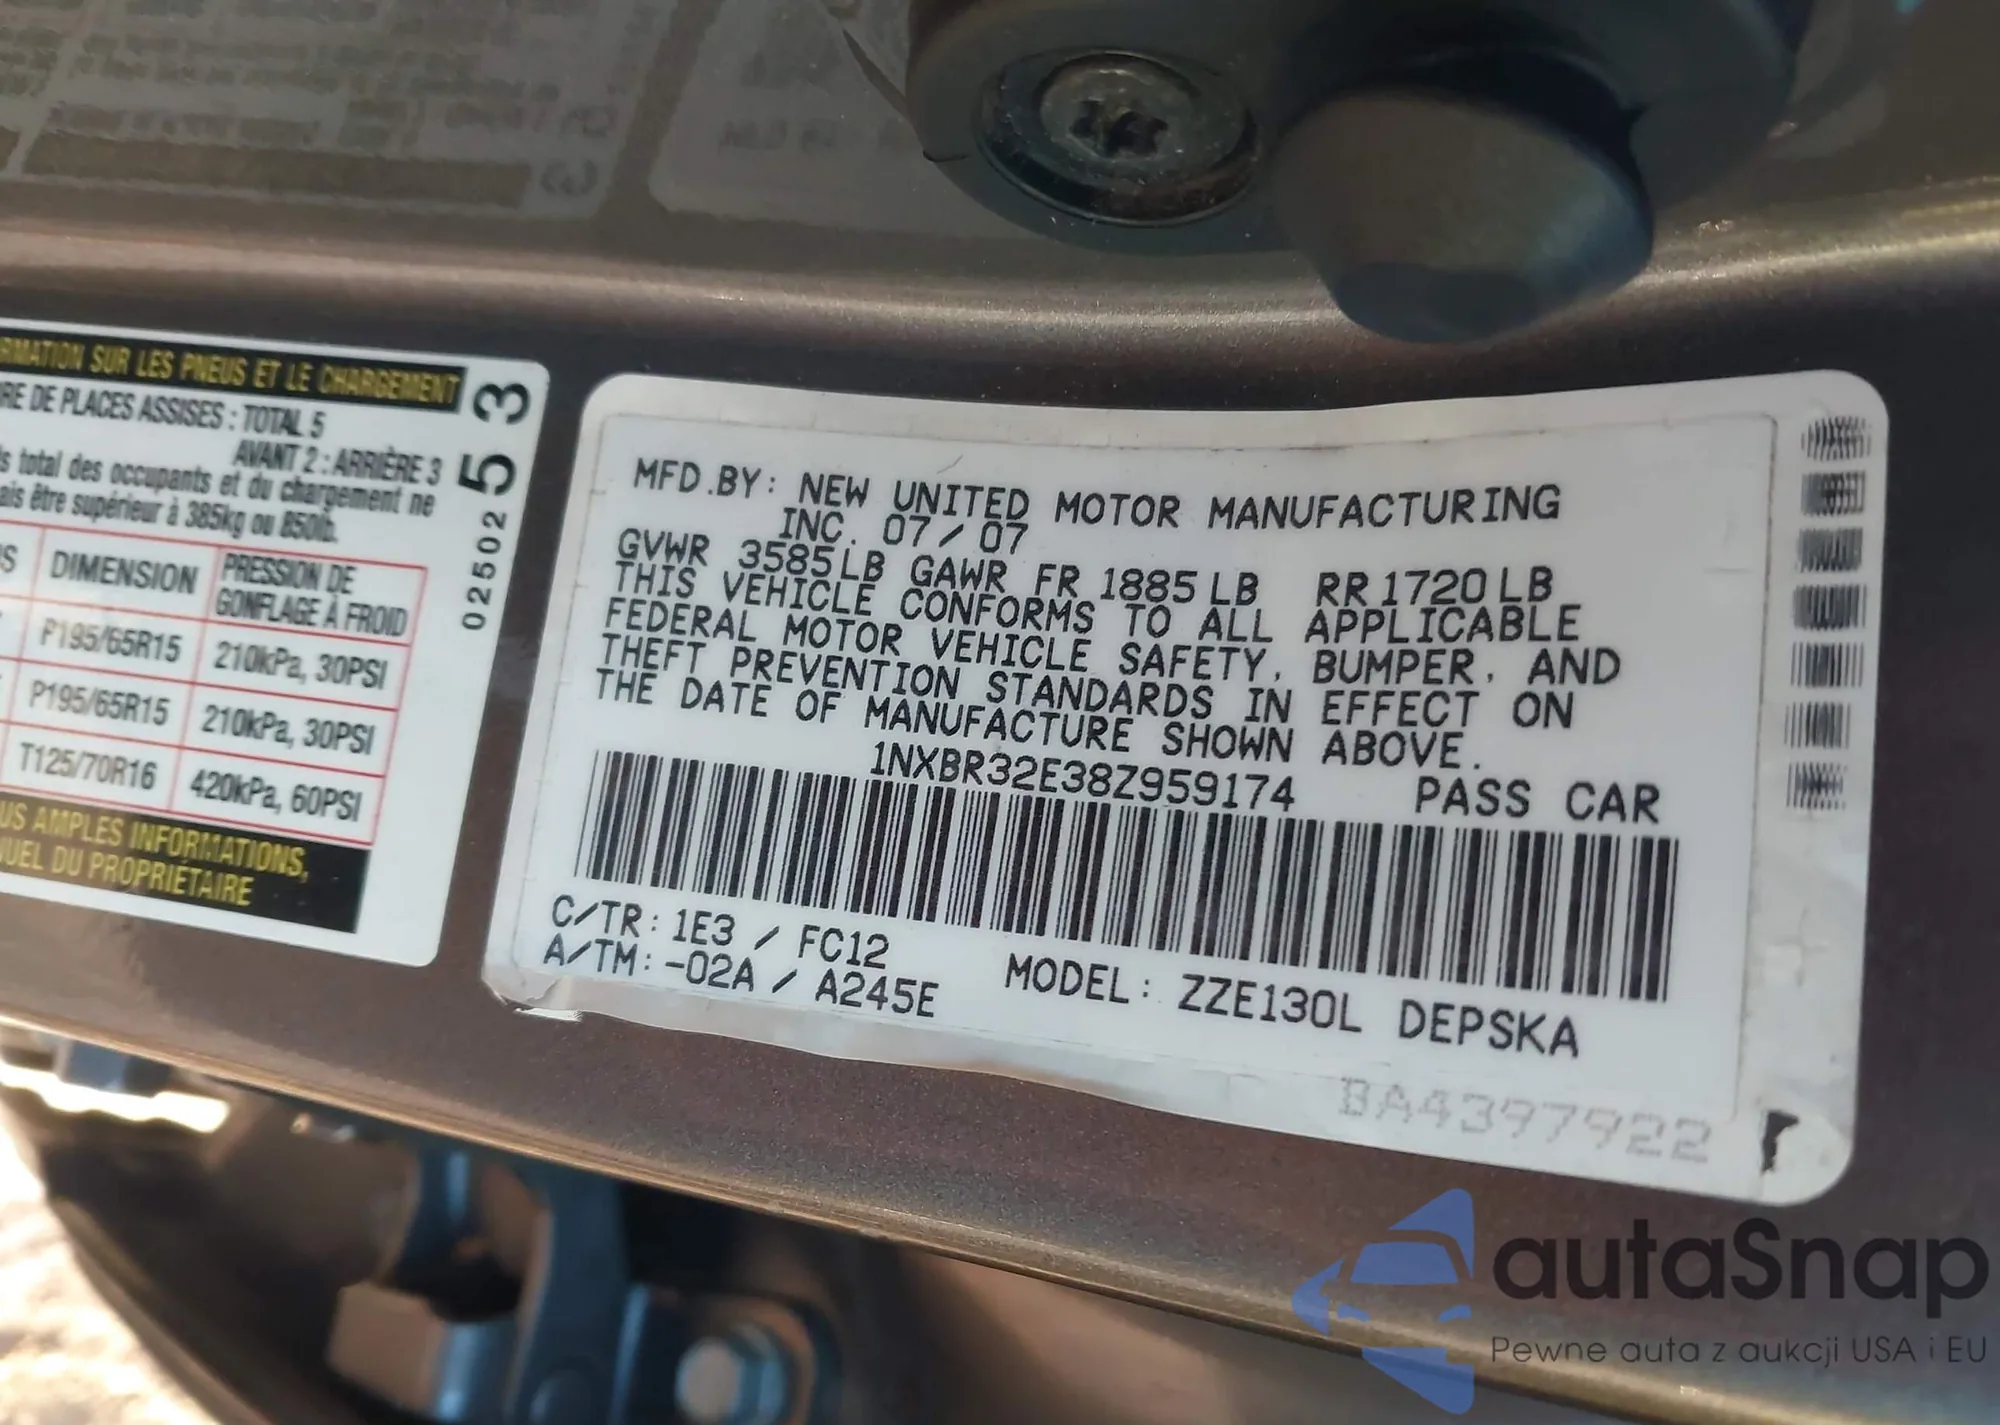 RMATION SUR LES PNEUS ET LE CHARGEMENT
RE DE PLACES ASSISES : TOTAL 5
AVANT 2 : ARRIÈRE 3
s total des occupants et du chargement ne
ais être supérieur à 385kg ou 850lb.
DIMENSION PRESSION DE
GONFLAGE À FROID
P195/65R15 210kPa, 30PSI
P195/65R15 210kPa, 30PSI
T125/70R16 420kPa, 60PSI
US AMPLES INFORMATIONS,
NUEL DU PROPRIÉTAIRE
02502 53
MFD.BY: NEW UNITED MOTOR MANUFACTURING
INC. 07/07
GVWR 3585LB GAWR FR 1885LB RR 1720LB
THIS VEHICLE CONFORMS TO ALL APPLICABLE
FEDERAL MOTOR VEHICLE SAFETY, BUMPER, AND
THEFT PREVENTION STANDARDS IN EFFECT ON
THE DATE OF MANUFACTURE SHOWN ABOVE.
1NXBR32E38Z959174 PASS CAR
C/TR: 1E3 / FC12
A/TM: -02A / A245E
MODEL: ZZE130L DEPSKA
BA4397922
autaSnap
Pewne auta z aukcji USA i EU